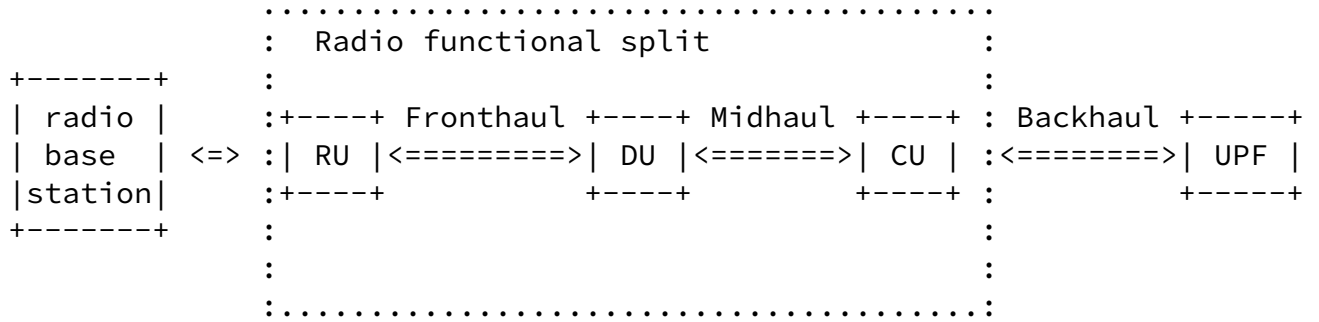 Radio functional split
radio Fronthaul Midhaul Backhaul
base <=> RU <=========> DU <=======> CU <========> UPF
station